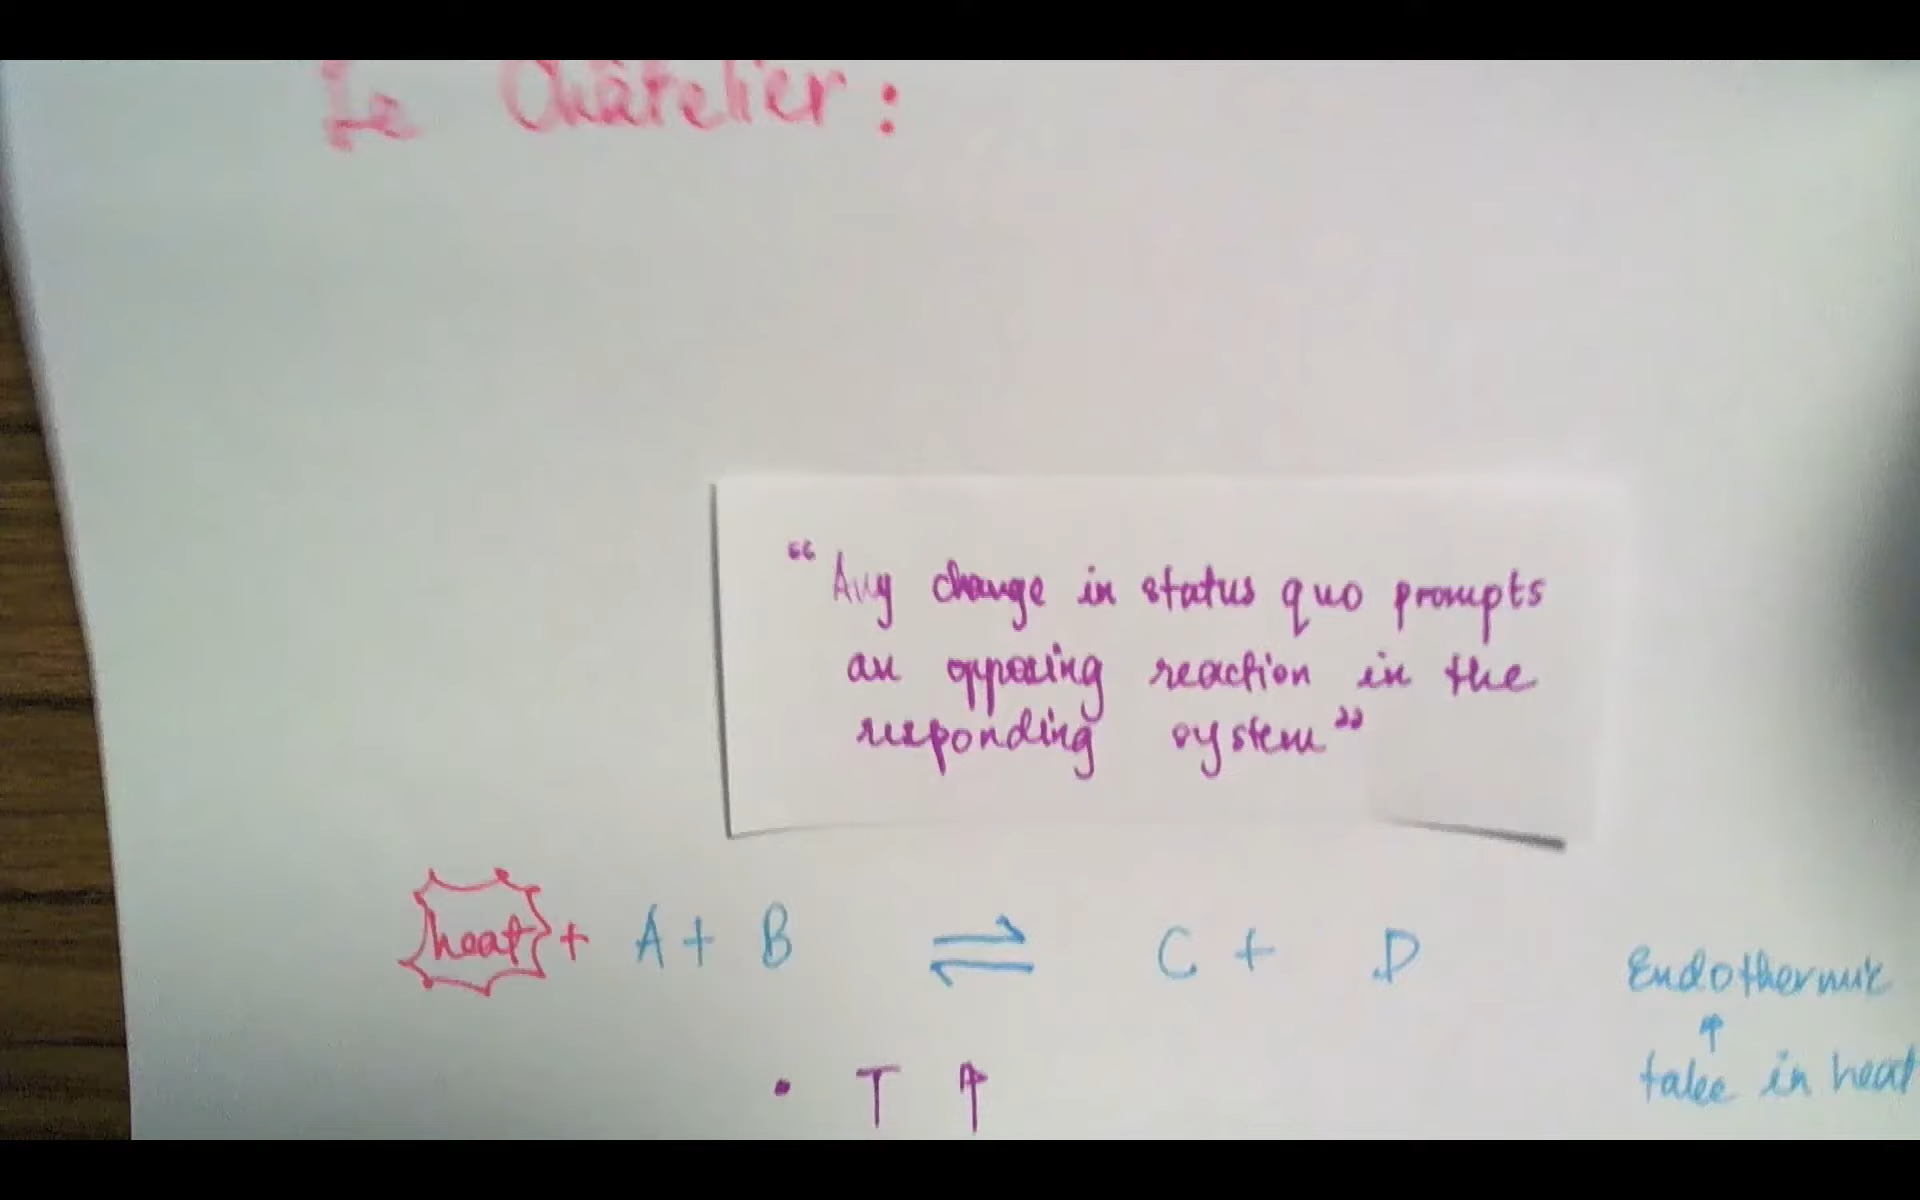 Le Châtelier :
“Any change in status quo prompts
an opposing reaction in the
responding system”
heat + A + B ⇌ C + D
Endothermic
↑
take in heat
• T ↑